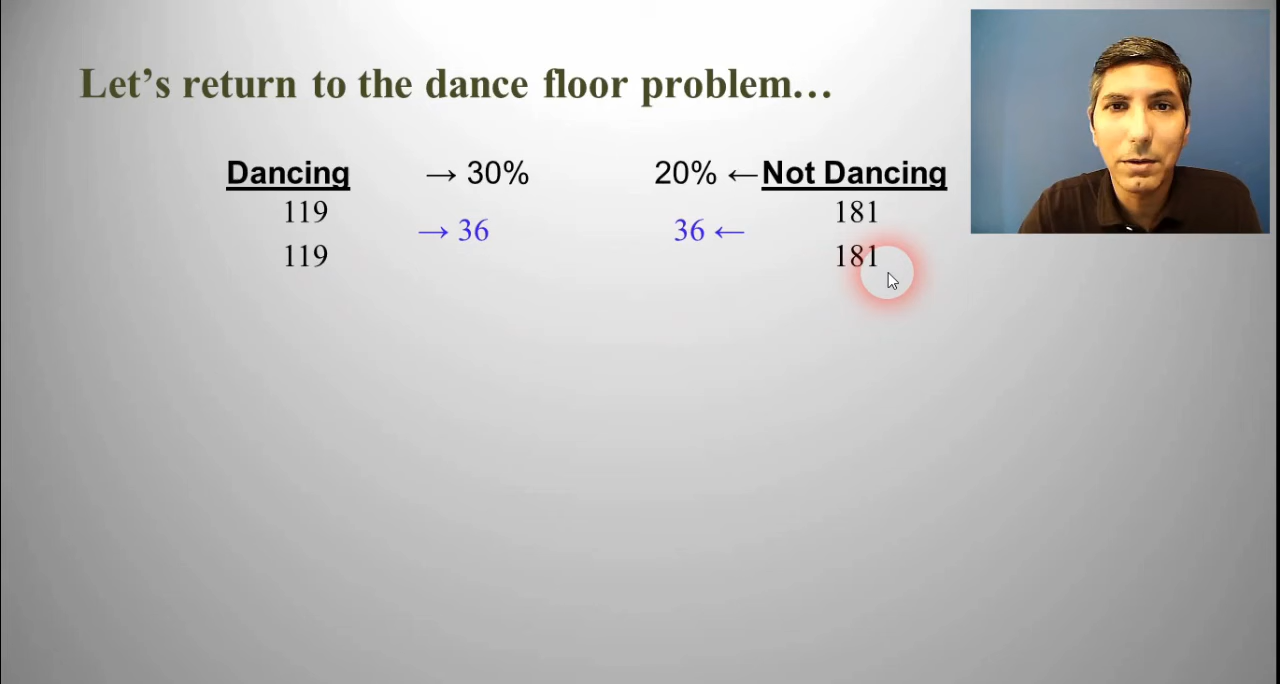 Let's return to the dance floor problem…
Dancing → 30% 20% ← Not Dancing
119 181
→ 36 36 ←
119 181